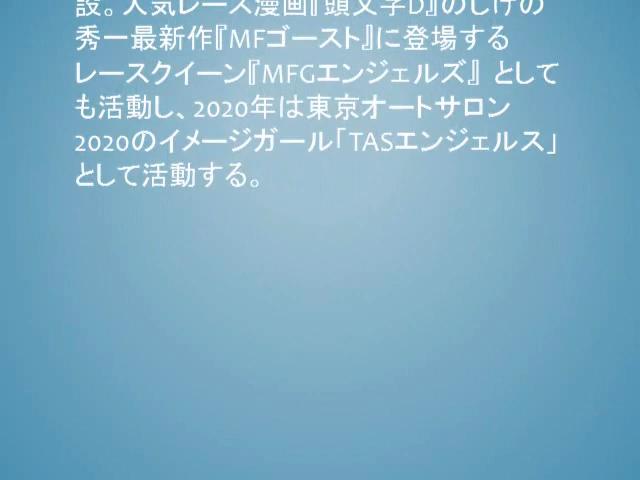 設。人気レース漫画『頭文字D』のしげの
秀一最新作『MFゴースト』に登場する
レースクイーン『MFGエンジェルズ』 として
も活動し、2020年は東京オートサロン
2020のイメージガール「TASエンジェルス」
として活動する。